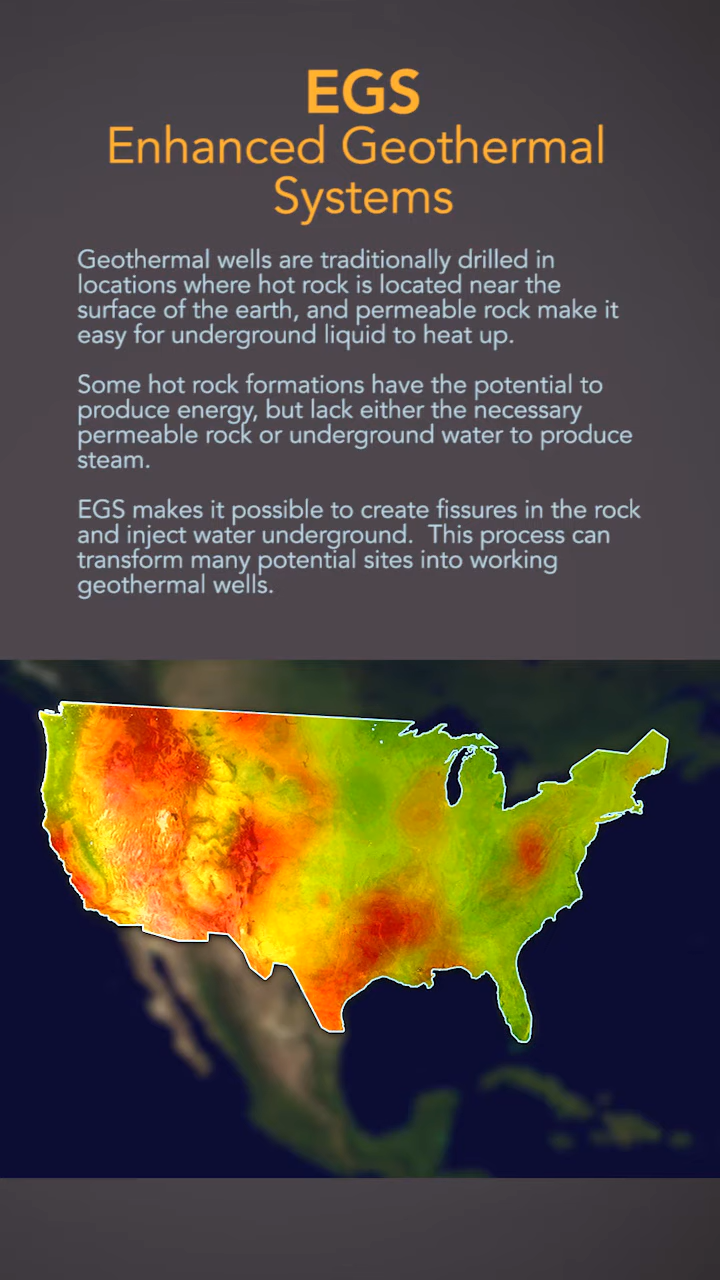 EGS
Enhanced Geothermal
Systems
Geothermal wells are traditionally drilled in
locations where hot rock is located near the
surface of the earth, and permeable rock make it
easy for underground liquid to heat up.
Some hot rock formations have the potential to
produce energy, but lack either the necessary
permeable rock or underground water to produce
steam.
EGS makes it possible to create fissures in the rock
and inject water underground.  This process can
transform many potential sites into working
geothermal wells.